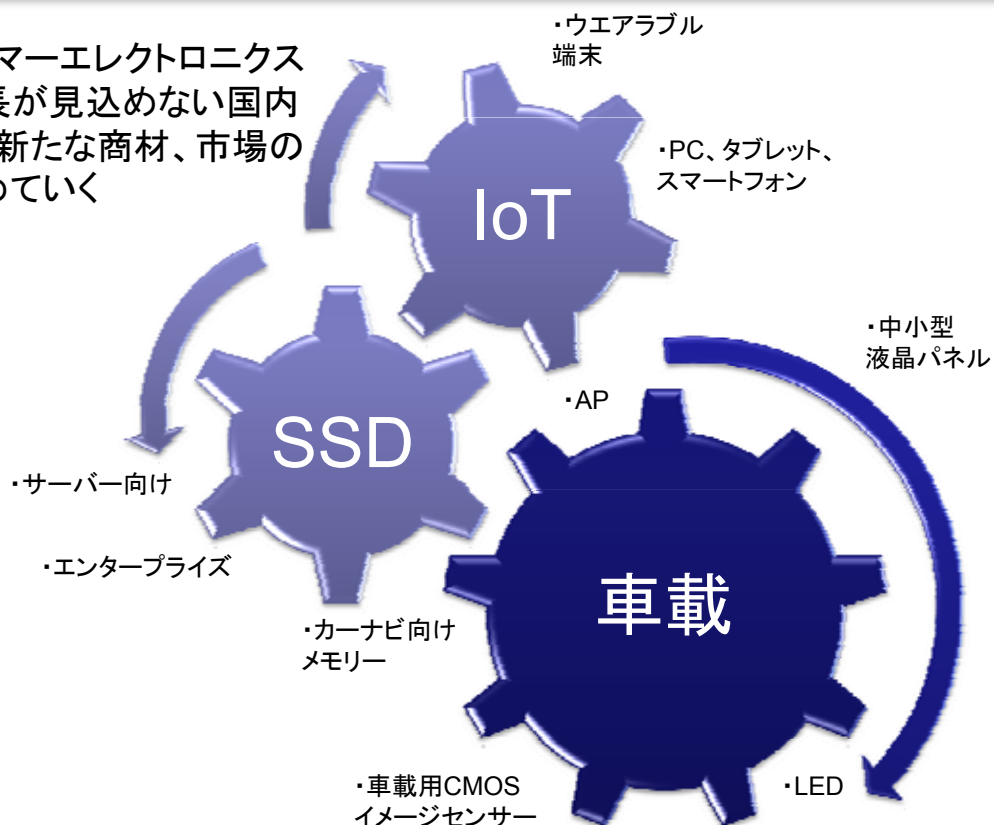 マーエレクトロニクス
長が見込めない国内
新たな商材、市場の
めていく
・ウエアラブル
端末
・PC、タブレット、
スマートフォン
IoT
・中小型
液晶パネル
・AP
SSD
・サーバー向け
・エンタープライズ
車載
・カーナビ向け
メモリー
・車載用CMOS
イメージセンサー
・LED